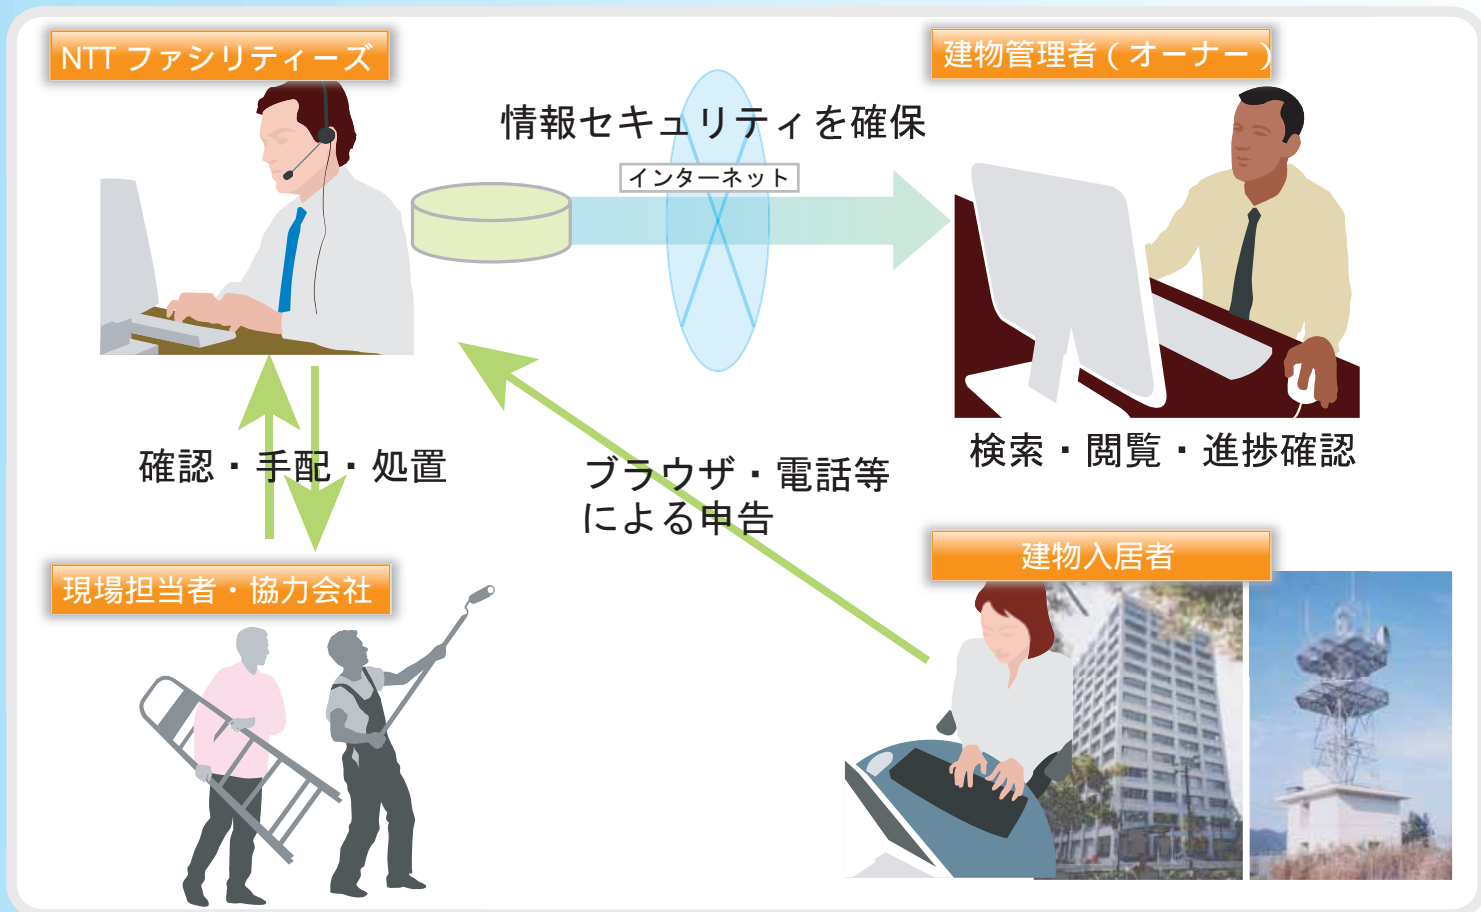 NTT ファシリティーズ
建物管理者(オーナー)
情報セキュリティを確保
インターネット
検索・閲覧・進捗確認
確認・手配・処置
ブラウザ・電話等
による申告
建物入居者
現場担当者・協力会社